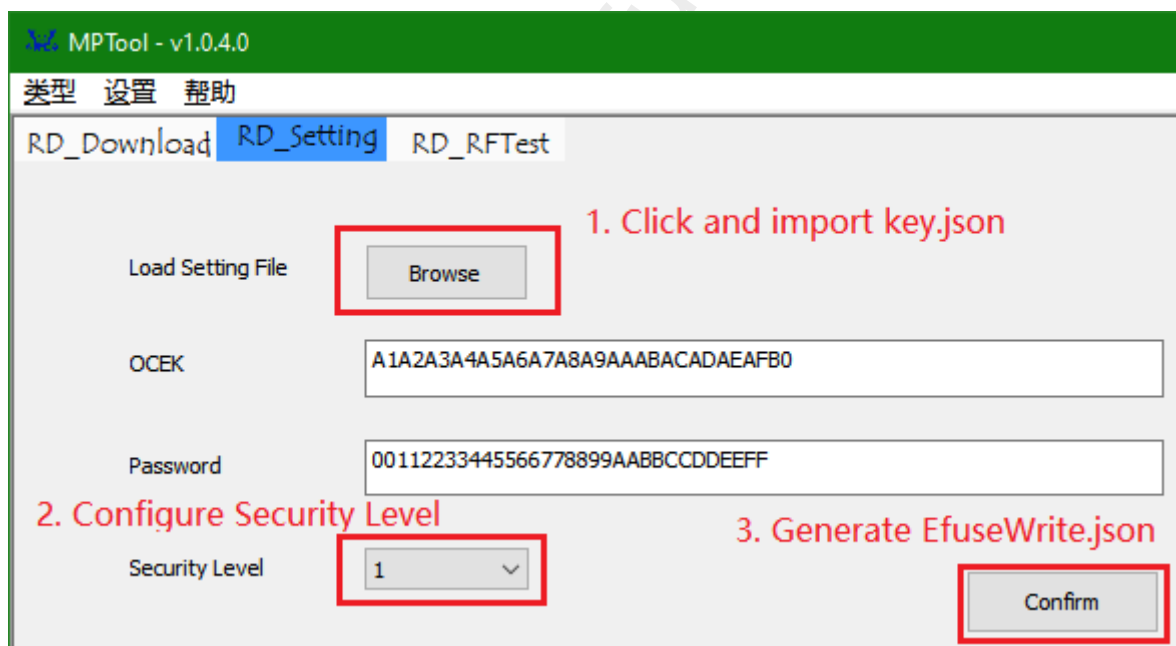 MPTool - v1.0.4.0
类型 设置 帮助
RD_Download RD_Setting RD_RFTest
1. Click and import key.json
Load Setting File Browse
OCEK A1A2A3A4A5A6A7A8A9AAABACADAEAFB0
Password 00112233445566778899AABBCCDDEEFF
2. Configure Security Level
3. Generate EfuseWrite.json
Security Level 1
Confirm